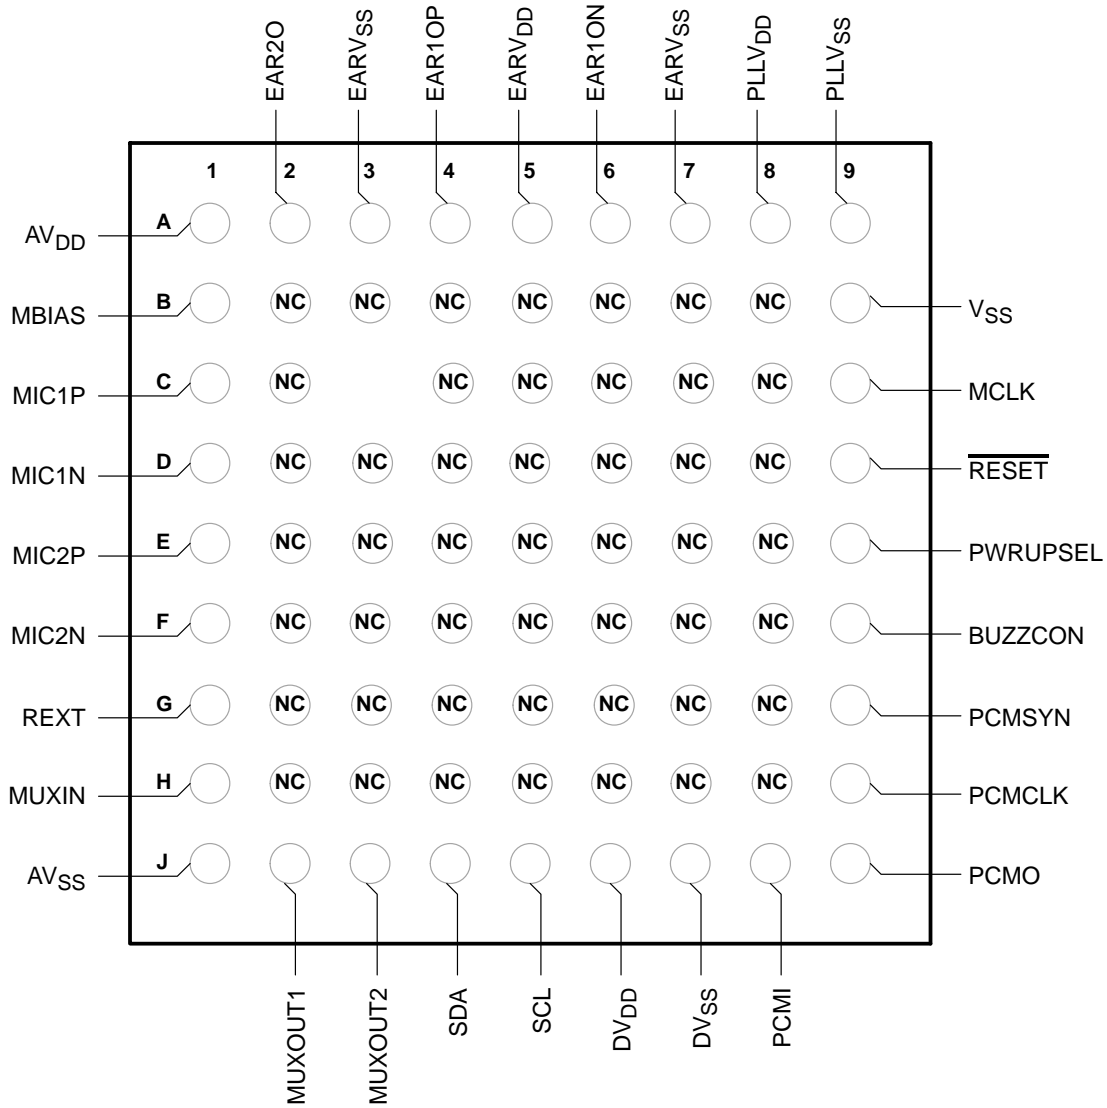 EAR2O
EARVSS
EAR1OP
EARVDD
EAR1ON
EARVSS
PLLVDD
PLLVSS
1 2 3 4 5 6 7 8 9
AVDD A
MBIAS B NC NC NC NC NC NC NC VSS
MIC1P C NC NC NC NC NC NC MCLK
MIC1N D NC NC NC NC NC NC NC RESET
MIC2P E NC NC NC NC NC NC NC PWRUPSEL
MIC2N F NC NC NC NC NC NC NC BUZZCON
REXT G NC NC NC NC NC NC NC PCMSYN
MUXIN H NC NC NC NC NC NC NC PCMCLK
AVSS J PCMO
MUXOUT1
MUXOUT2
SDA
SCL
DVDD
DVSS
PCMI